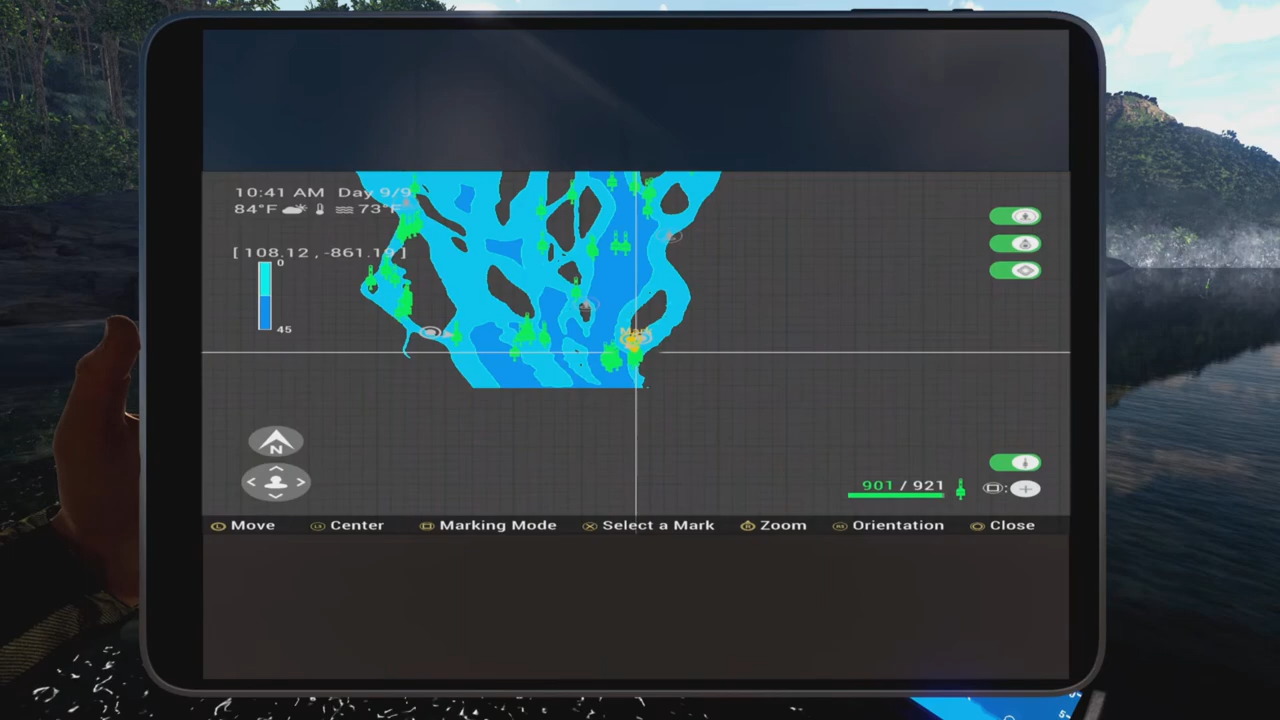 10:41 AM Day 9/9
84°F 73°F
[ 108.12 , -861.19 ]
0
45
N
901 / 921
Move Center Marking Mode Select a Mark Zoom Orientation Close